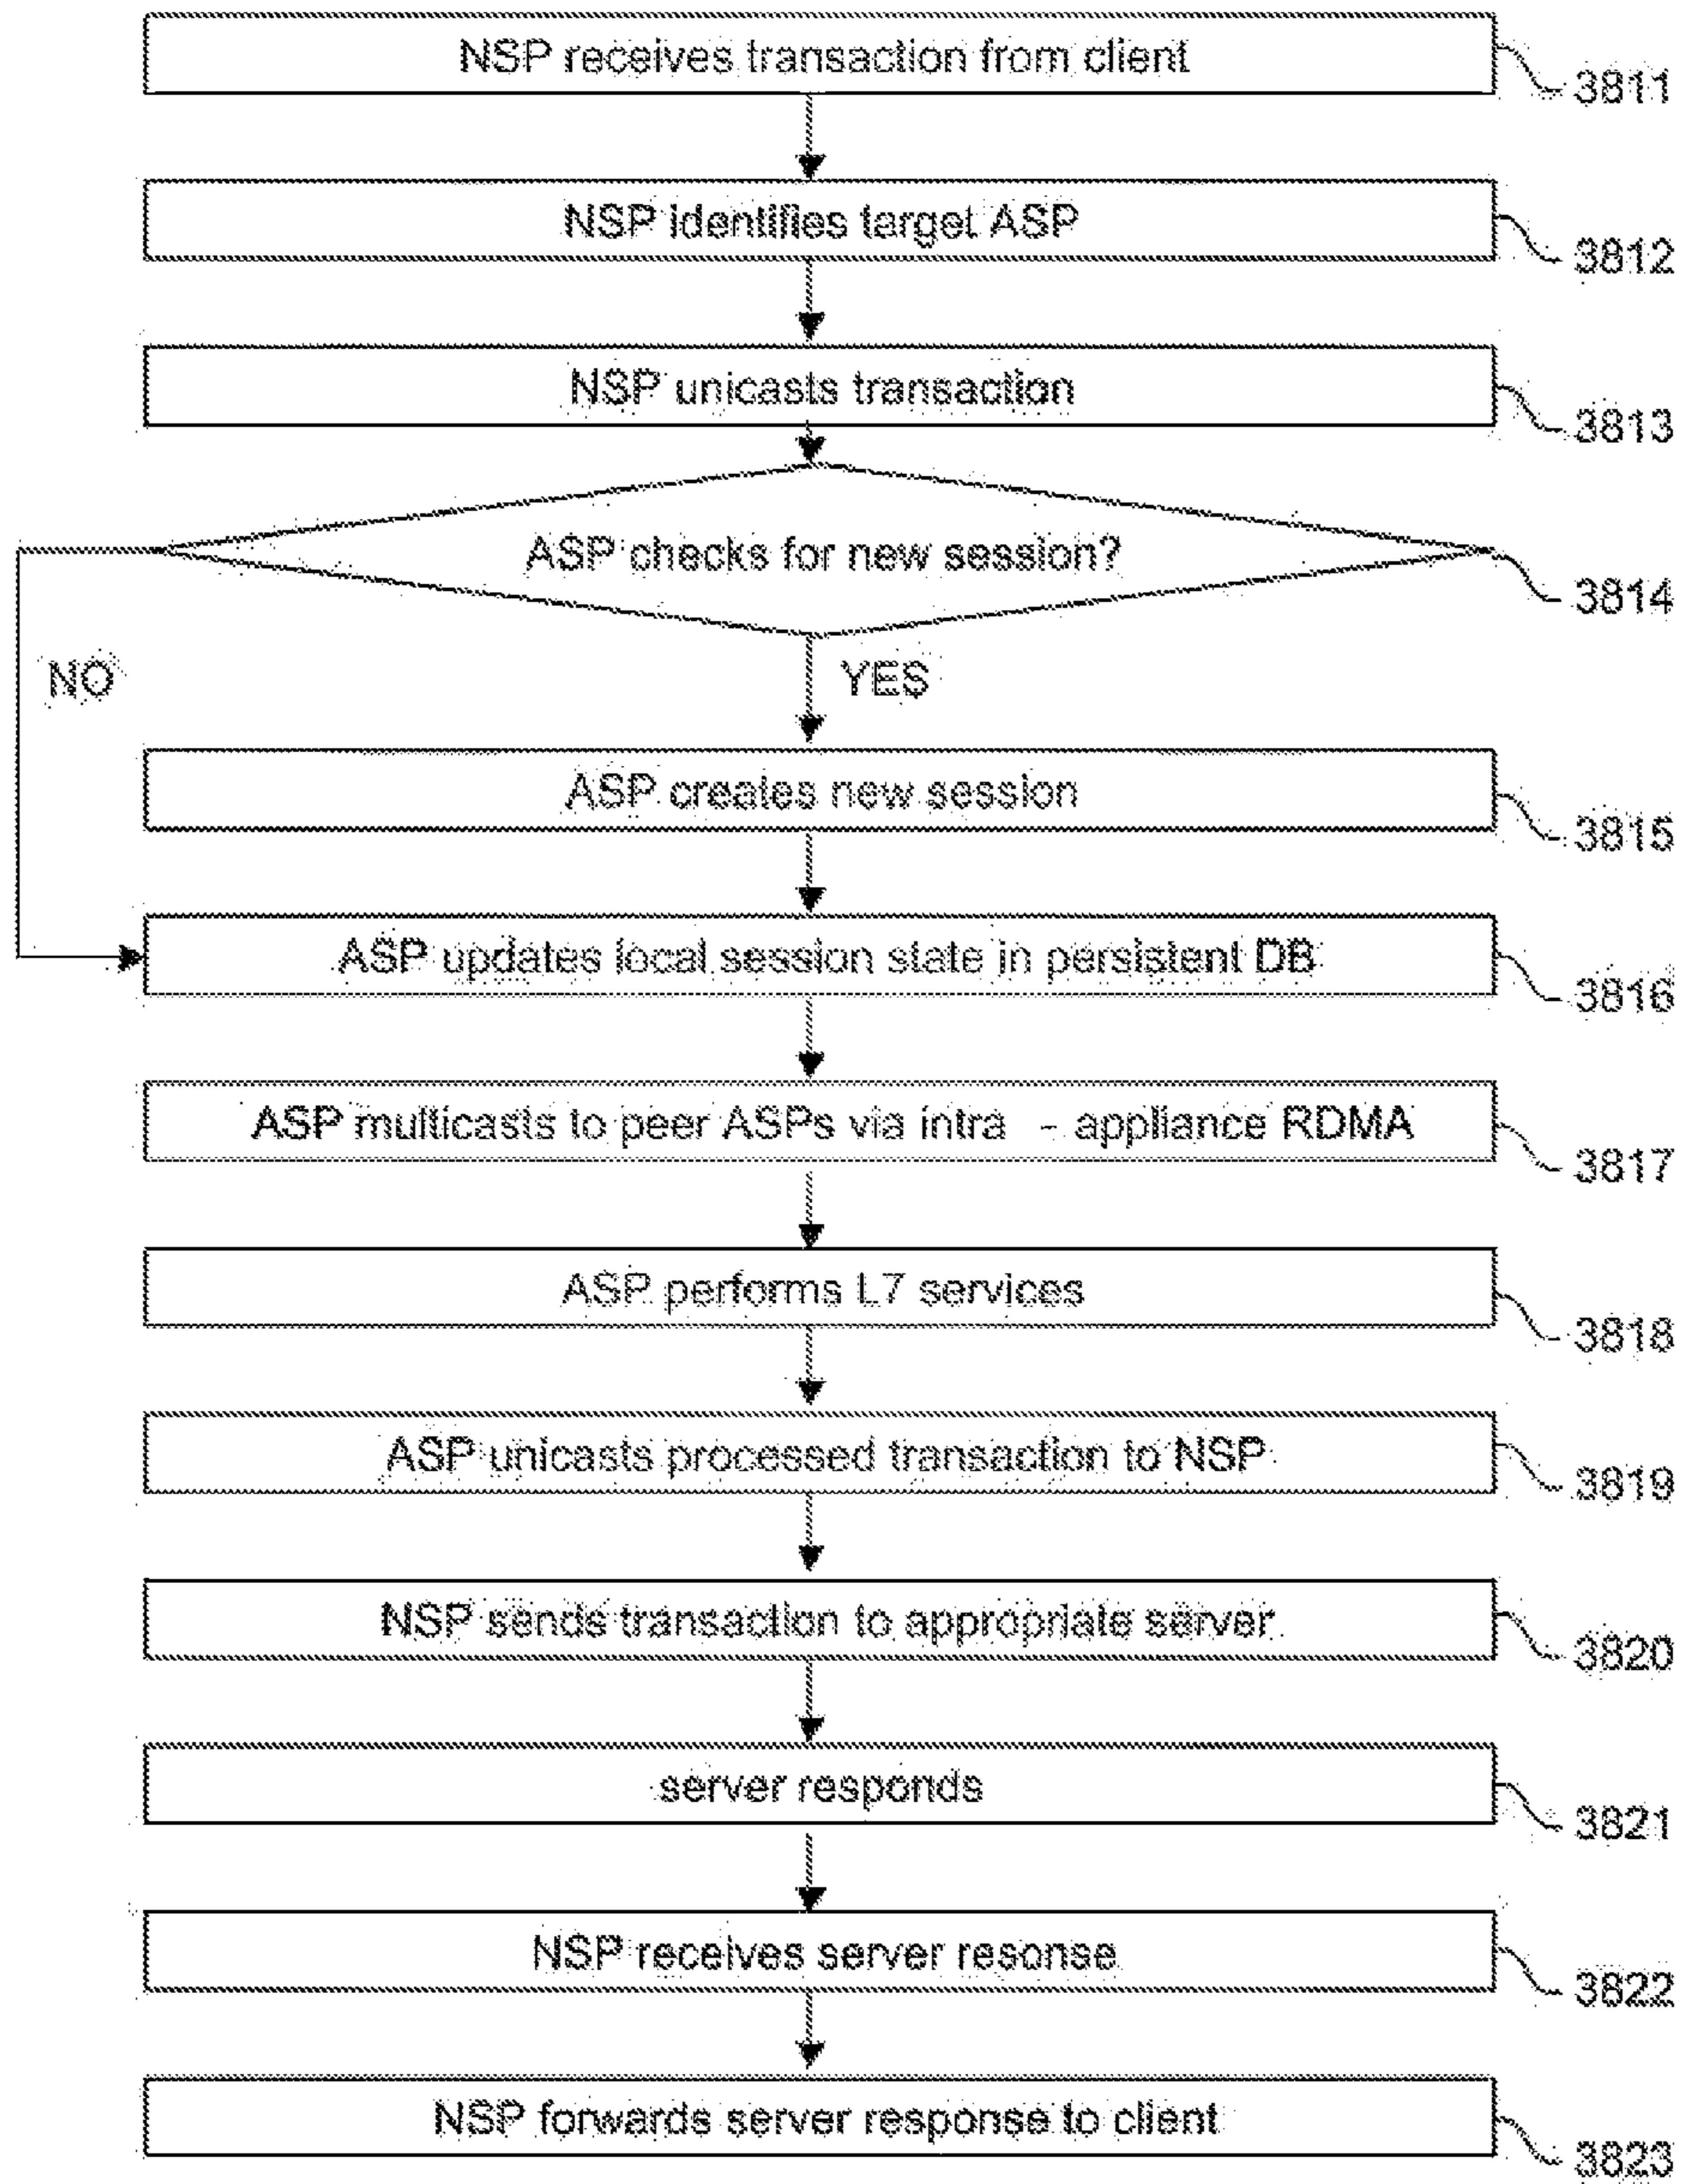 NSP receives transaction from client
3811
NSP identifies target ASP
3812
NSP unicasts transaction
3813
ASP checks for new session?
3814
NO
YES
ASP creates new session
3815
ASP updates local session state in persistent DB
3816
ASP multicasts to peer ASPs via intra - appliance RDMA
3817
ASP performs L7 services
3818
ASP unicasts processed transaction to NSP
3819
NSP sends transaction to appropriate server
3820
server responds
3821
NSP receives server resonse
3822
NSP forwards server response to client
3823